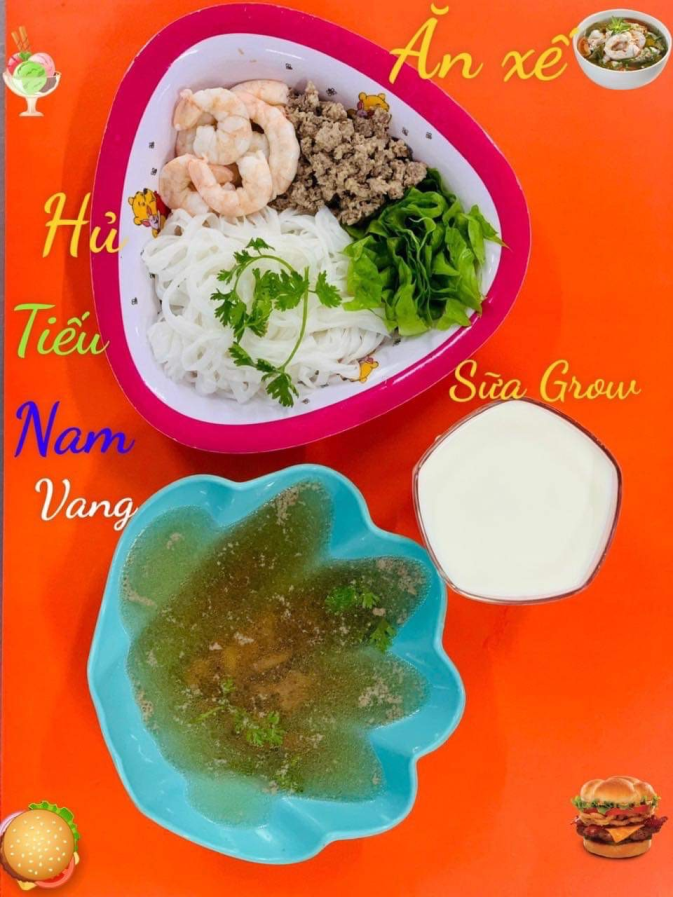 Ăn xế
Hủ
Tiếu
Nam
Vang
Sữa Grow